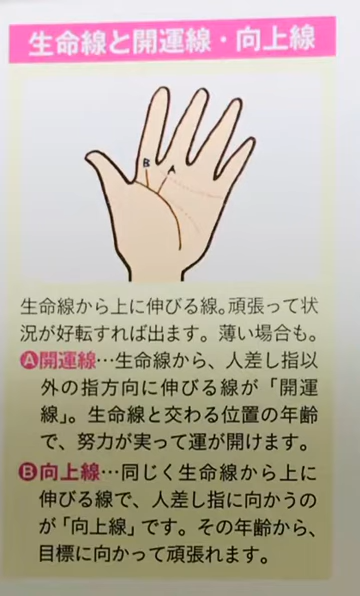 生命線と開運線・向上線
B
A
生命線から上に伸びる線。頑張って状
況が好転すれば出ます。薄い場合も。
A開運線…生命線から、人差し指以
外の指方向に伸びる線が「開運
線」。生命線と交わる位置の年齢
で、努力が実って運が開けます。
B向上線…同じく生命線から上に
伸びる線で、人差し指に向かうの
が「向上線」です。その年齢から、
目標に向かって頑張れます。